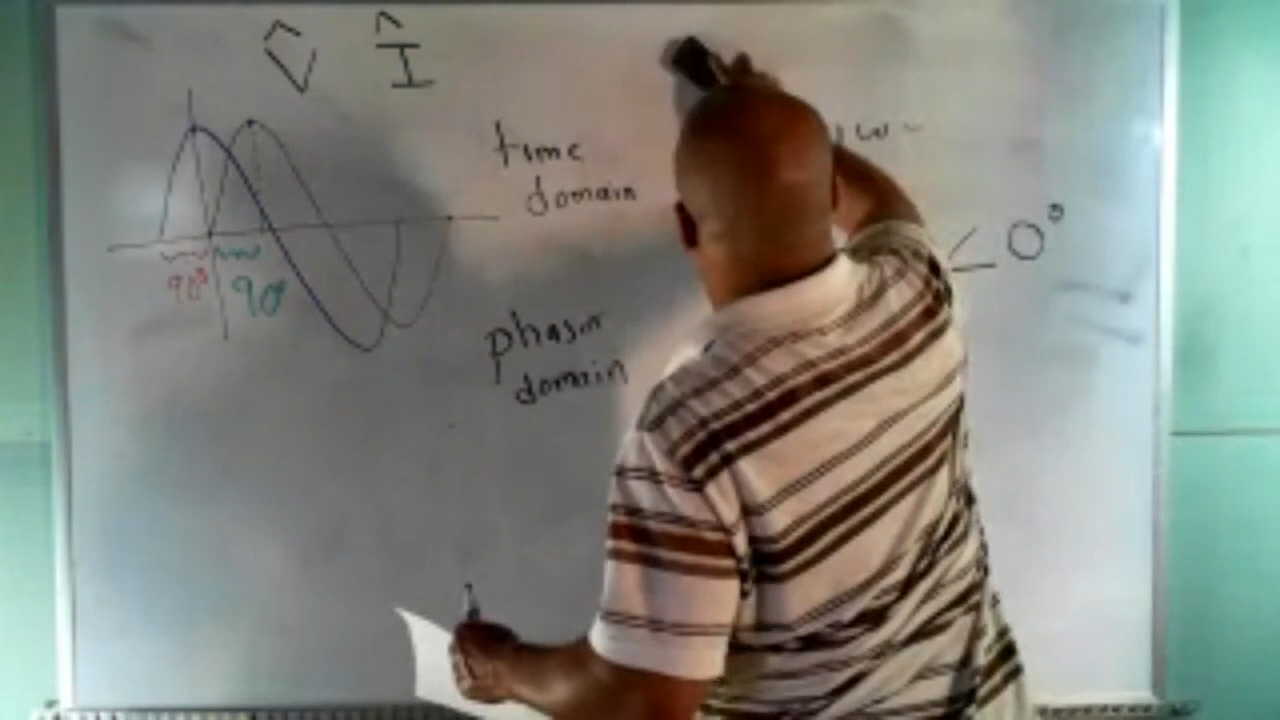 V̂ Î
time
domain
90° 90°
<0°
phasor
domain